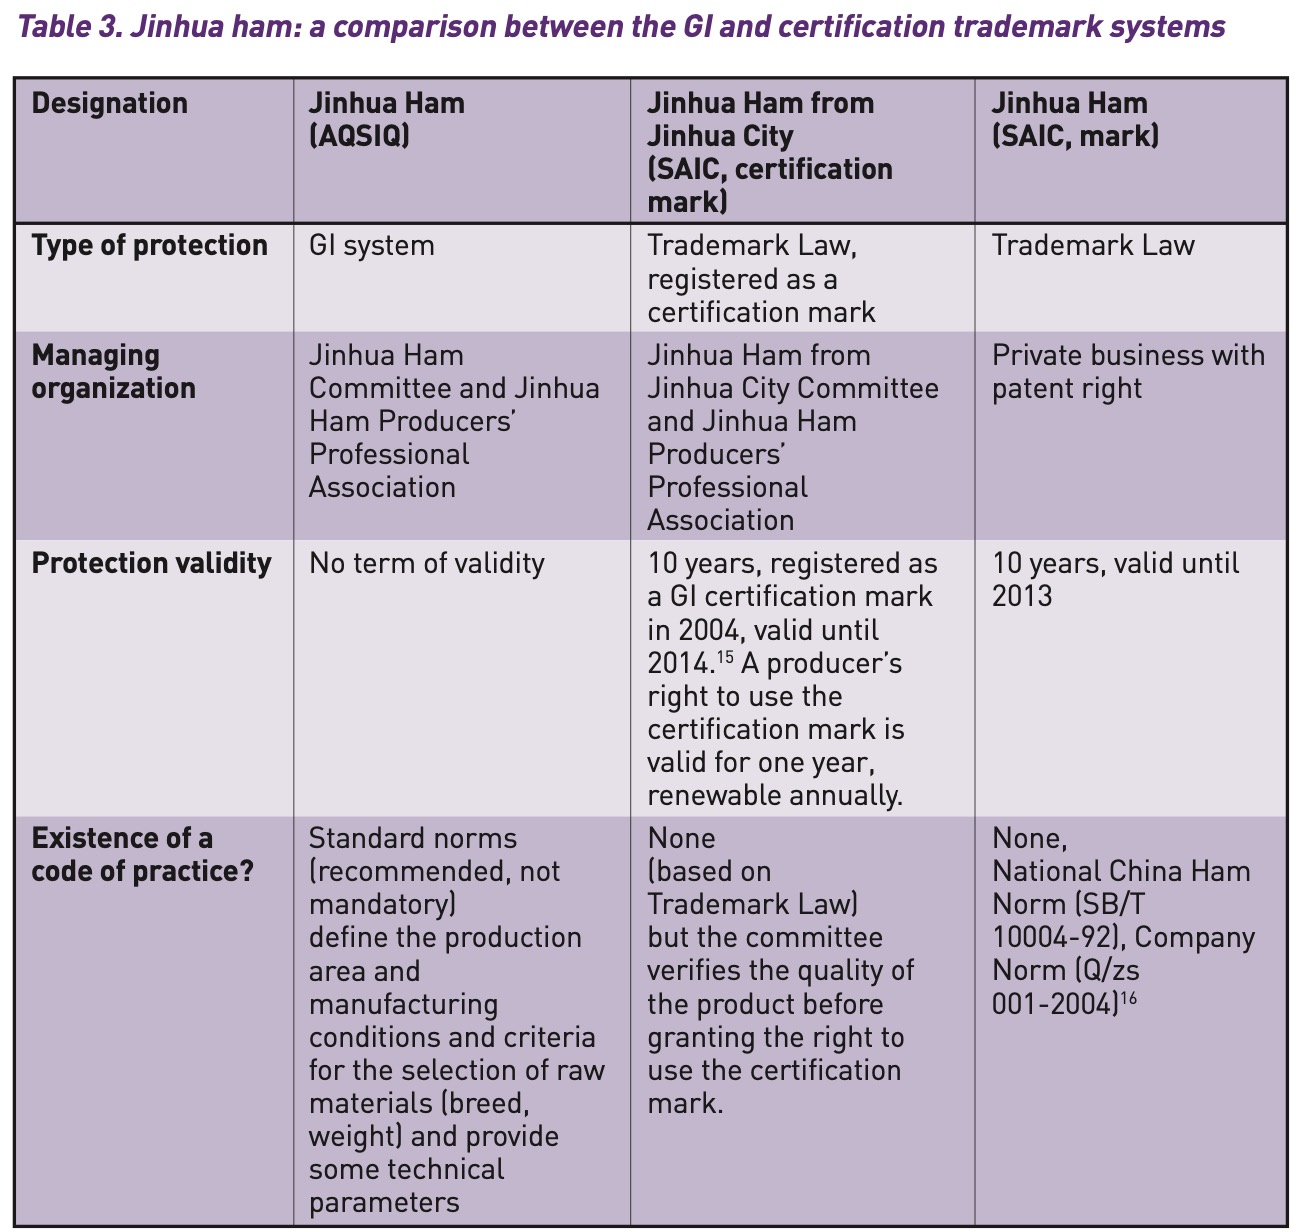 Table 3. Jinhua ham: a comparison between the GI and certification trademark systems
Designation
Jinhua Ham
(AQSIQ)
Jinhua Ham from
Jinhua City
(SAIC, certification
mark)
Jinhua Ham
(SAIC, mark)
Type of protection
GI system
Trademark Law,
registered as a
certification mark
Trademark Law
Managing
organization
Jinhua Ham
Committee and Jinhua
Ham Producers’
Professional
Association
Jinhua Ham from
Jinhua City Committee
and Jinhua Ham
Producers’
Professional
Association
Private business with
patent right
Protection validity
No term of validity
10 years, registered as
a GI certification mark
in 2004, valid until
2014.¹⁵ A producer’s
right to use the
certification mark is
valid for one year,
renewable annually.
10 years, valid until
2013
Existence of a
code of practice?
Standard norms
(recommended, not
mandatory)
define the production
area and
manufacturing
conditions and criteria
for the selection of raw
materials (breed,
weight) and provide
some technical
parameters
None
(based on
Trademark Law)
but the committee
verifies the quality of
the product before
granting the right to
use the certification
mark.
None,
National China Ham
Norm (SB/T
10004-92), Company
Norm (Q/zs
001-2004)¹⁶